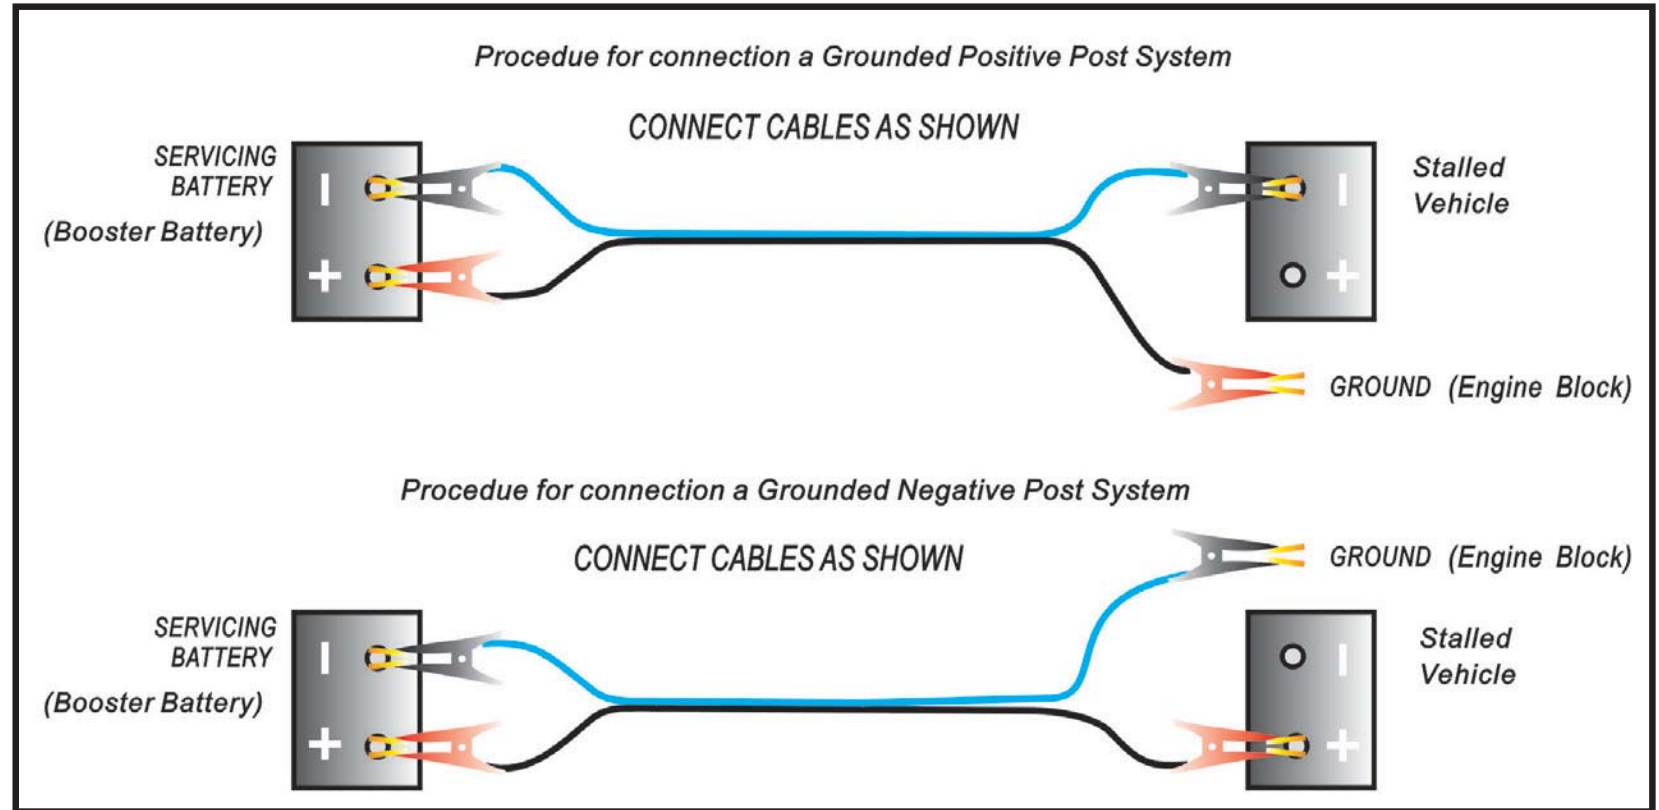 Procedue for connection a Grounded Positive Post System
CONNECT CABLES AS SHOWN
SERVICING
BATTERY
(Booster Battery)
Stalled
Vehicle
GROUND (Engine Block)
Procedue for connection a Grounded Negative Post System
CONNECT CABLES AS SHOWN
GROUND (Engine Block)
SERVICING
BATTERY
(Booster Battery)
Stalled
Vehicle